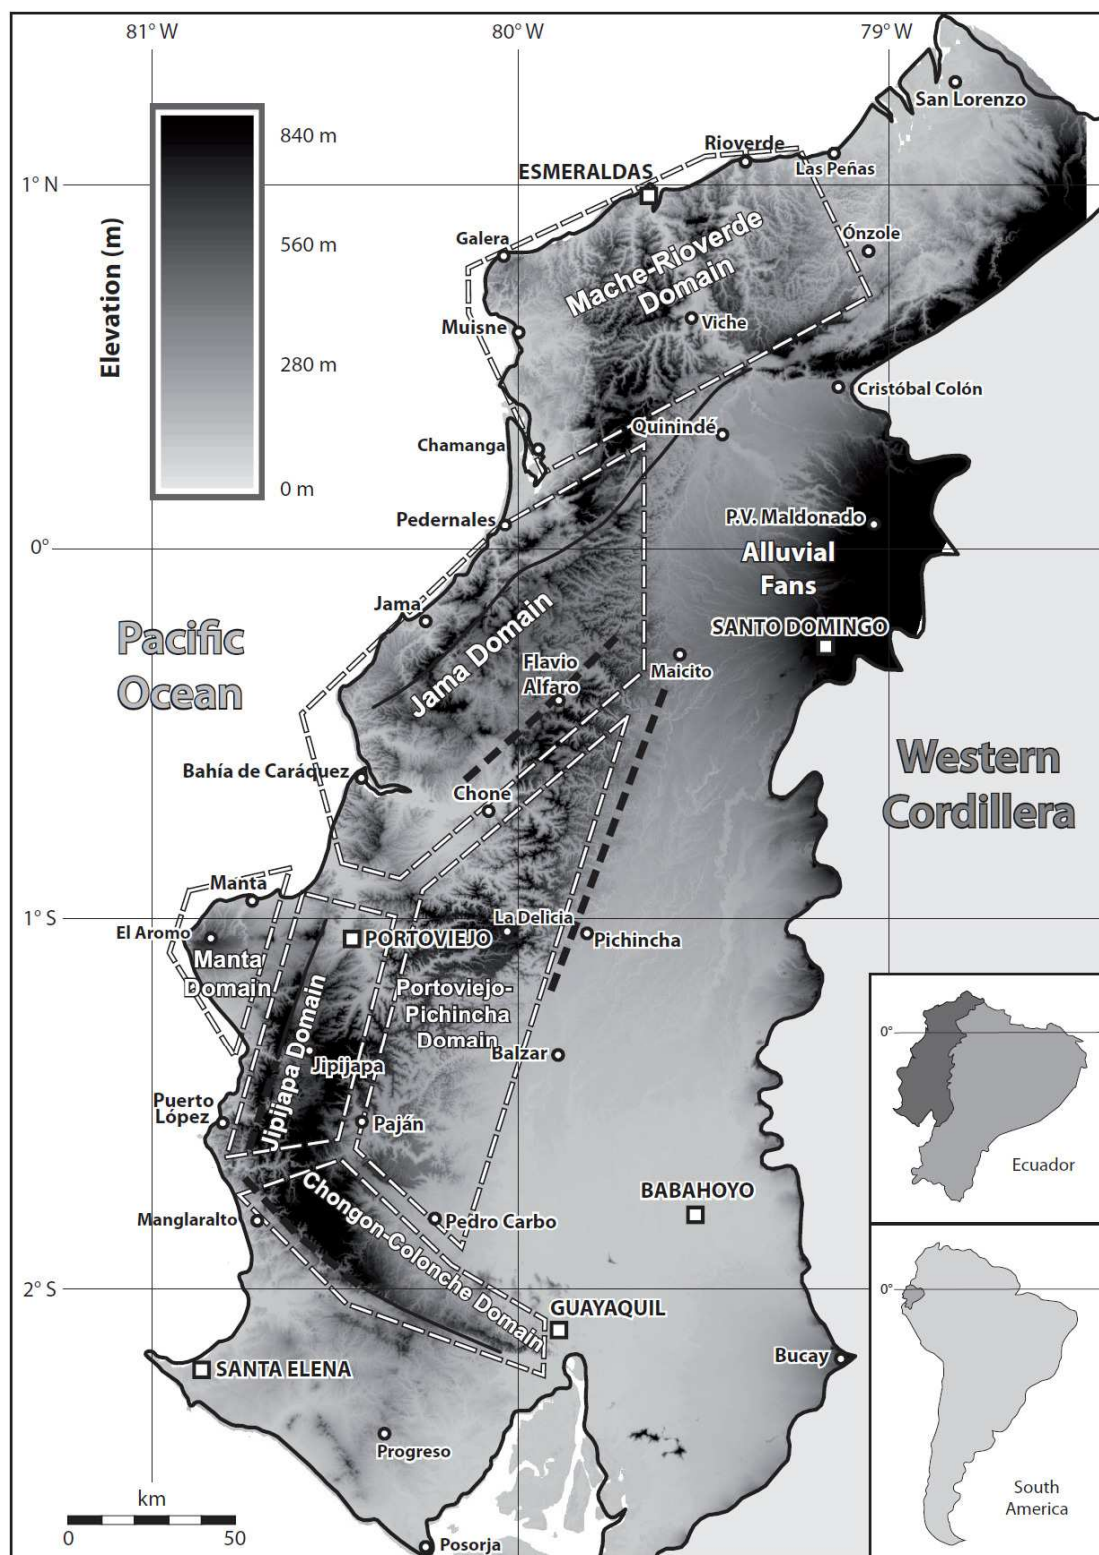 81° W
80° W
79° W
San Lorenzo
840 m
Rioverde
Las Peñas
ESMERALDAS
1° N
560 m
Ónzole
Galera
Mache-Rioverde
Domain
Elevation (m)
Muisne
Viche
280 m
Cristóbal Colón
Quinindé
Chamanga
0 m
Pedernales
P.V. Maldonado
0°
Alluvial
Fans
Jama
SANTO DOMINGO
Pacific
Ocean
Jama Domain
Flavio
Alfaro
Maicito
Western
Cordillera
Bahía de Caráquez
Chone
Manta
1° S
La Delicia
El Aromo
PORTOVIEJO
Pichincha
Manta
Domain
Portoviejo-
Pichincha
Domain
Jipijapa Domain
Balzar
Jipijapa
0°
Puerto
López
Paján
Ecuador
BABAHOYO
Chongon-Colonche Domain
Manglaralto
Pedro Carbo
2° S
0°
GUAYAQUIL
Bucay
SANTA ELENA
Progreso
South
America
km
0
50
Posorja